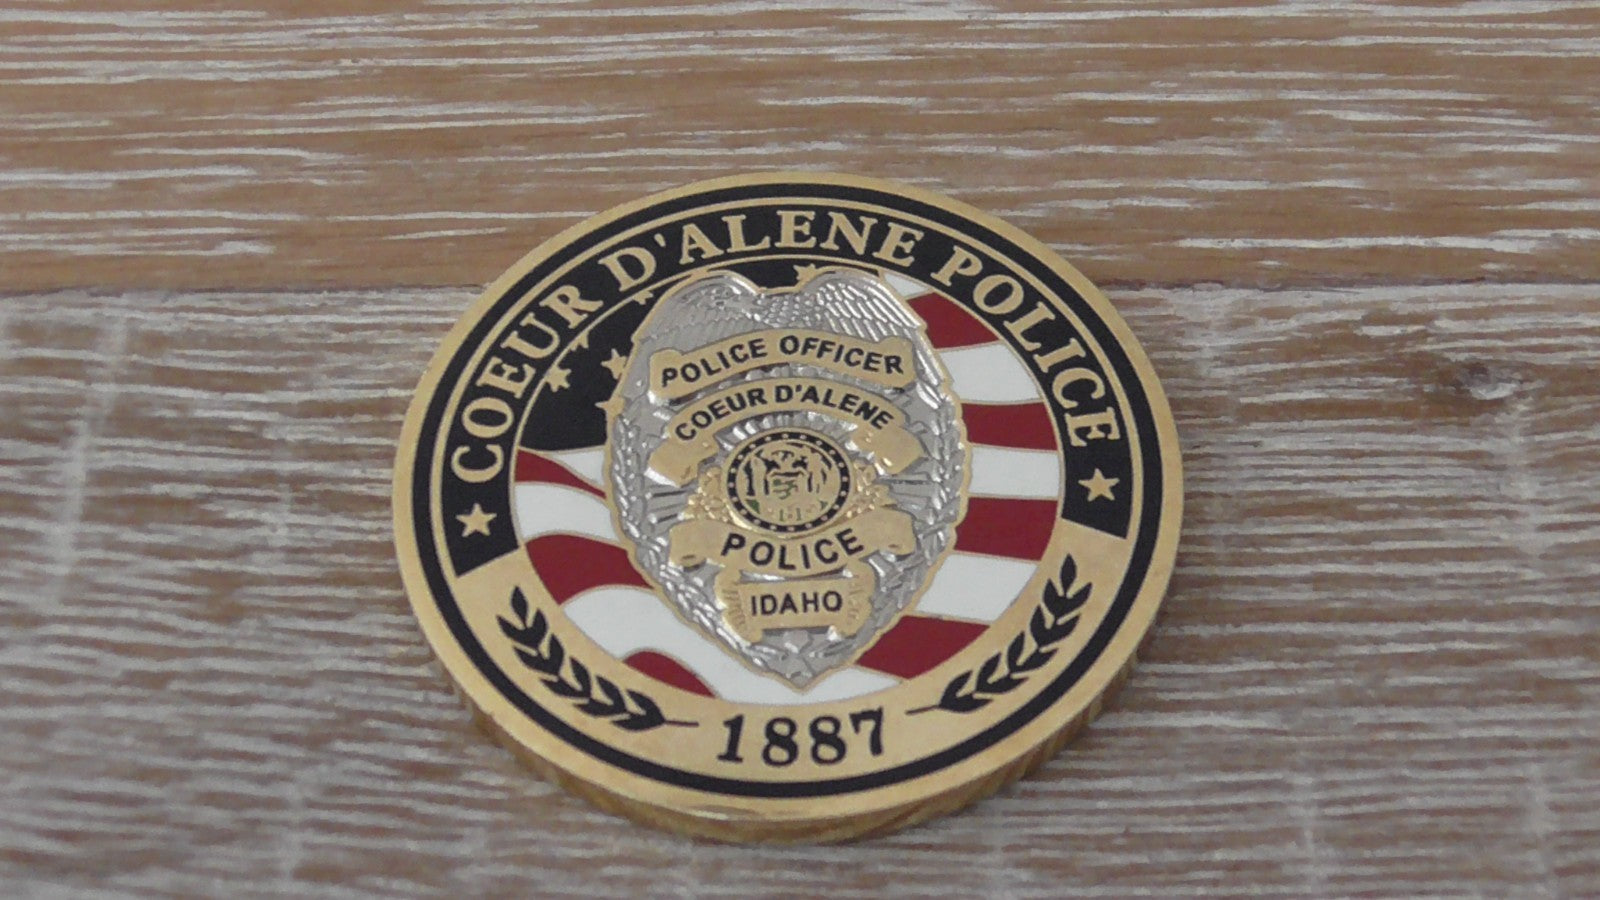 COEUR D'ALENE POLICE
POLICE OFFICER
COEUR D'ALENE
POLICE
IDAHO
1887